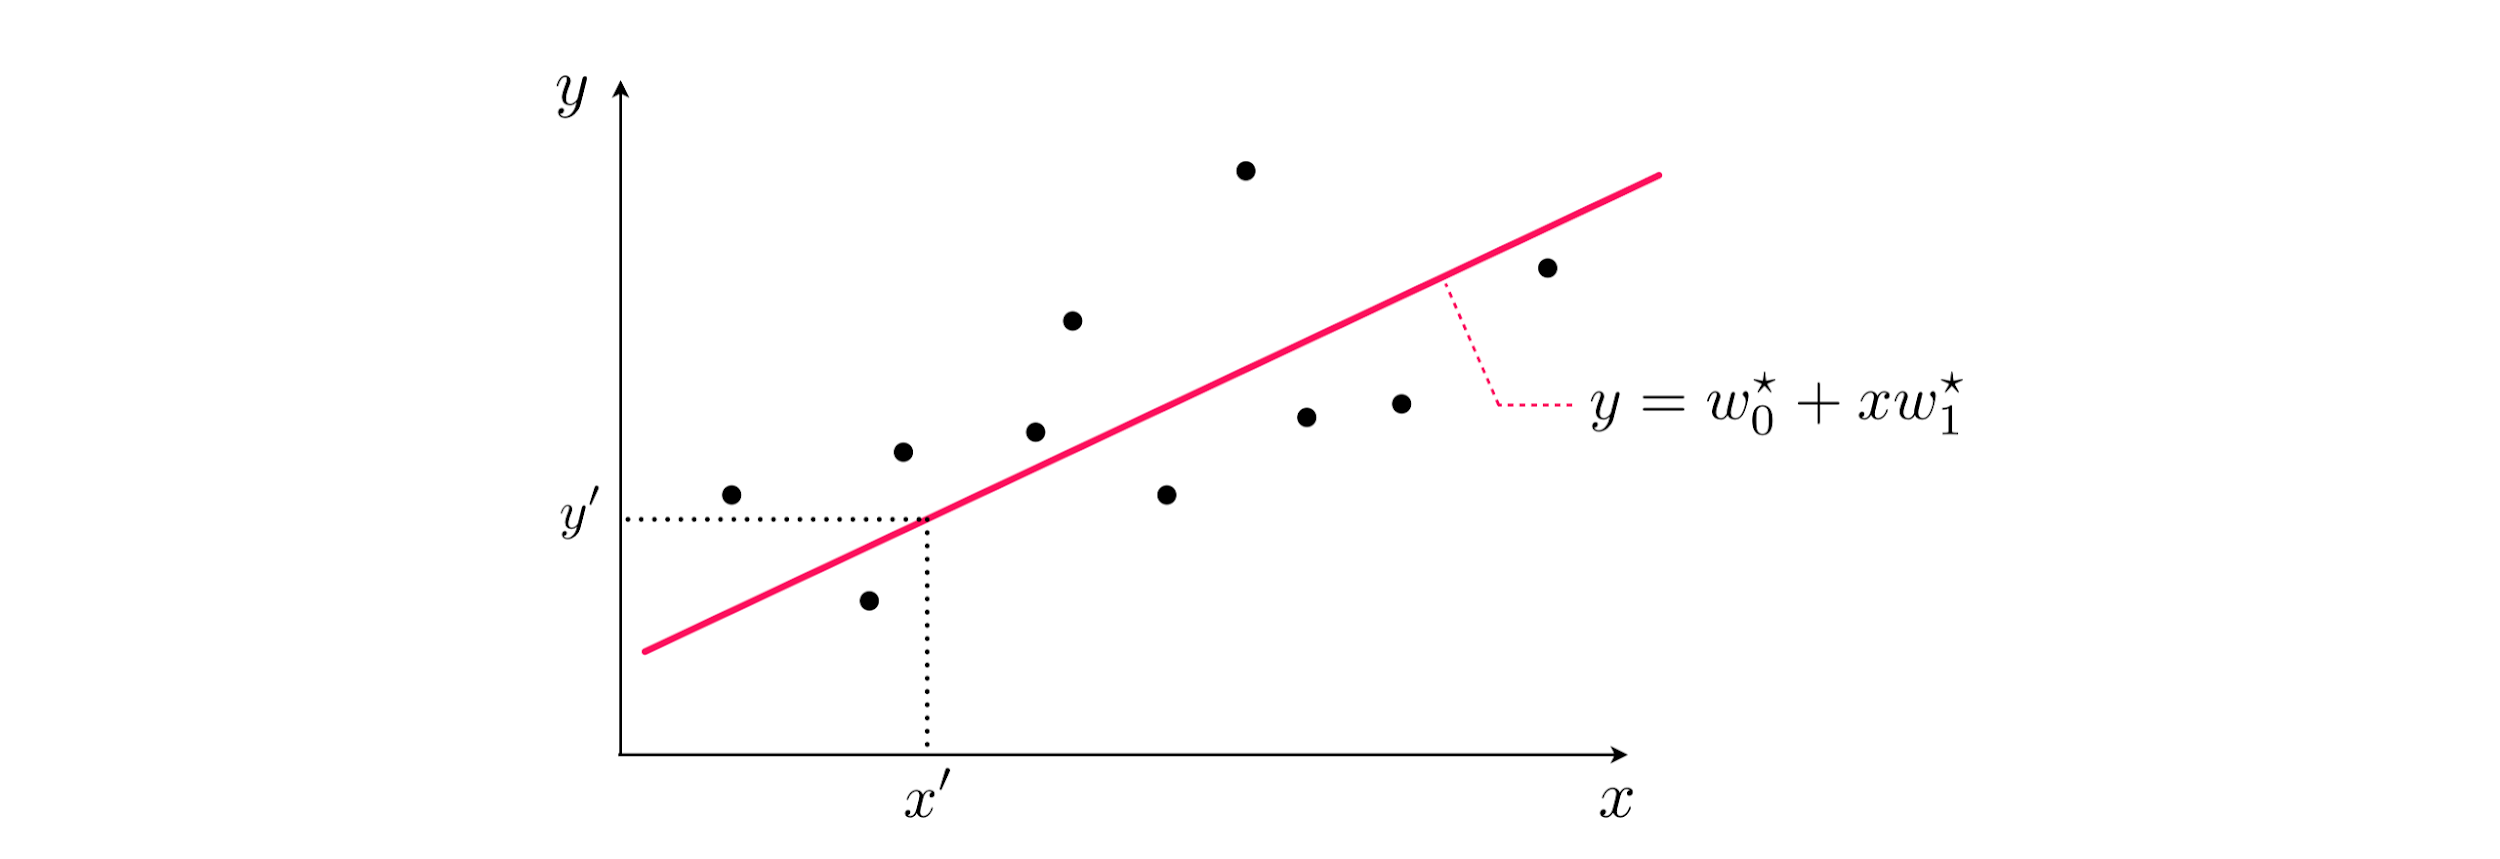 y
y = w₀* + xw₁*
y′
x′
x